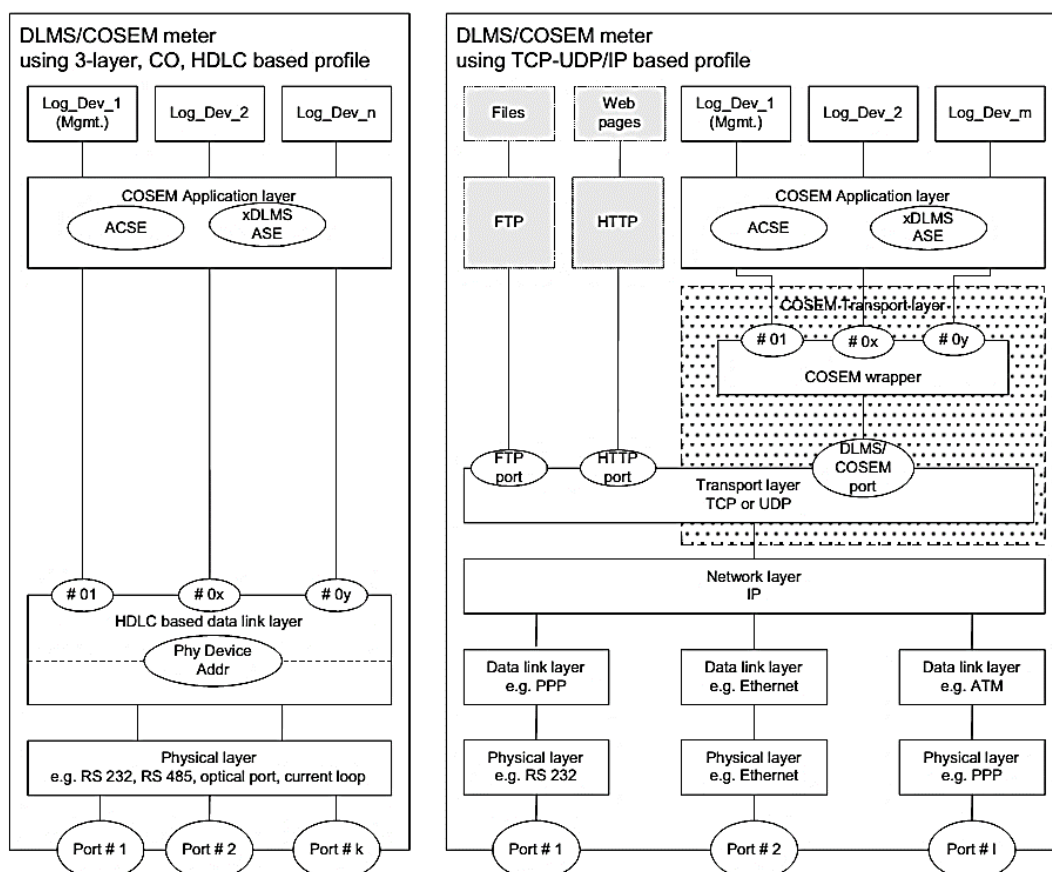 DLMS/COSEM meter
using 3-layer, CO, HDLC based profile
Log_Dev_1
(Mgmt.)
Log_Dev_2
Log_Dev_n
COSEM Application layer
ACSE
xDLMS
ASE
# 01
# 0x
# 0y
HDLC based data link layer
Phy Device
Addr
Physical layer
e.g. RS 232, RS 485, optical port, current loop
Port # 1
Port # 2
Port # k
DLMS/COSEM meter
using TCP-UDP/IP based profile
Files
Web
pages
Log_Dev_1
(Mgmt.)
Log_Dev_2
Log_Dev_m
FTP
HTTP
COSEM Application layer
ACSE
xDLMS
ASE
COSEM Transport layer
# 01
# 0x
# 0y
COSEM wrapper
FTP
port
HTTP
port
DLMS/
COSEM
port
Transport layer
TCP or UDP
Network layer
IP
Data link layer
e.g. PPP
Data link layer
e.g. Ethernet
Data link layer
e.g. ATM
Physical layer
e.g. RS 232
Physical layer
e.g. Ethernet
Physical layer
e.g. PPP
Port # 1
Port # 2
Port # l